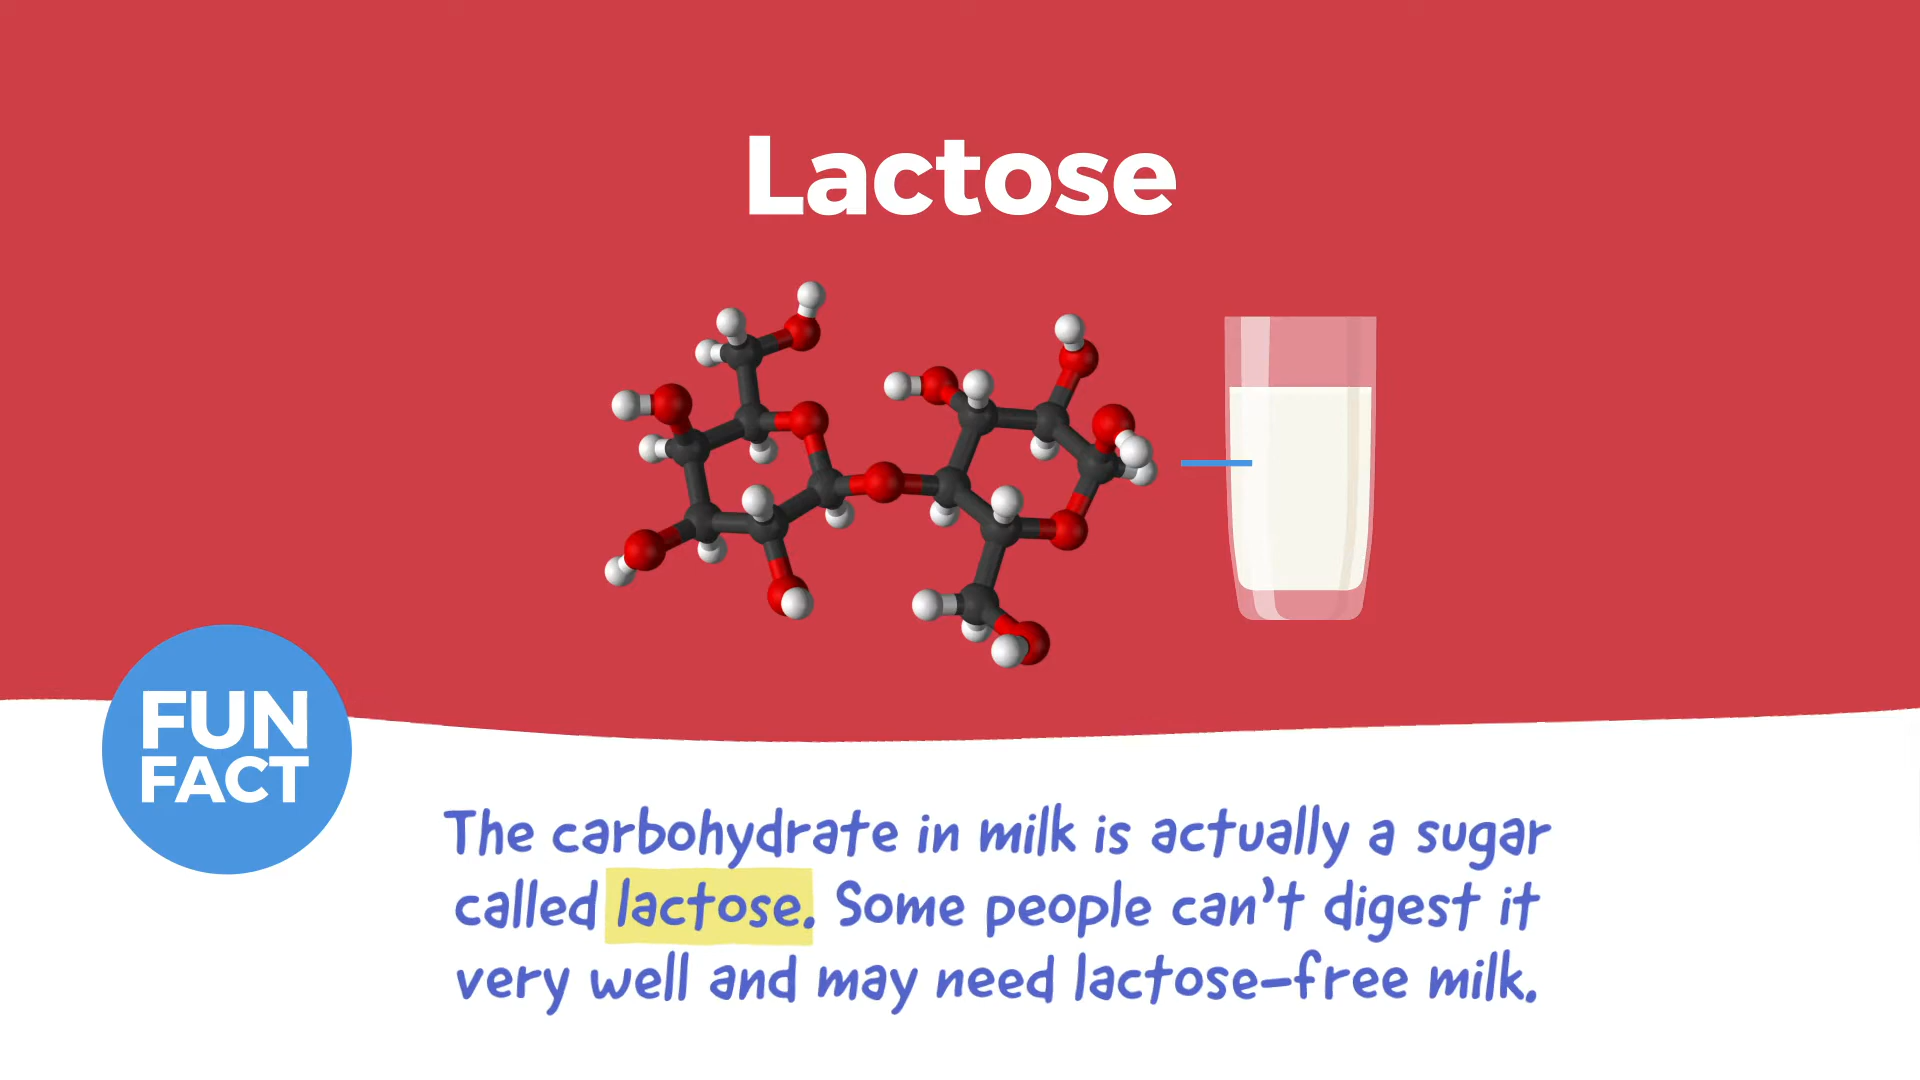 Lactose
FUN
FACT
The carbohydrate in milk is actually a sugar
called lactose. Some people can't digest it
very well and may need lactose-free milk.